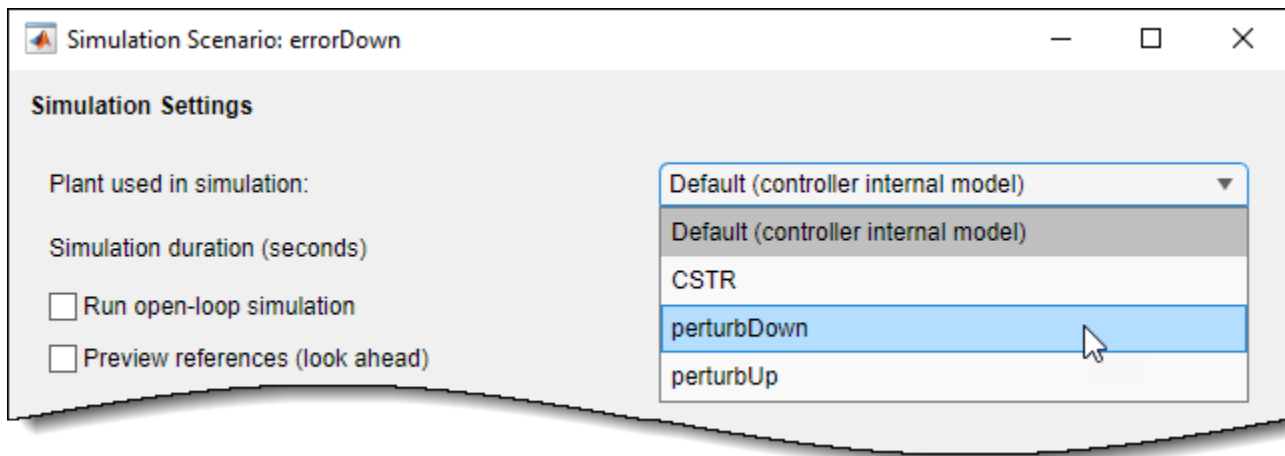 Simulation Scenario: errorDown
Simulation Settings
Plant used in simulation:
Default (controller internal model)
Default (controller internal model)
Simulation duration (seconds)
CSTR
Run open-loop simulation
perturbDown
Preview references (look ahead)
perturbUp